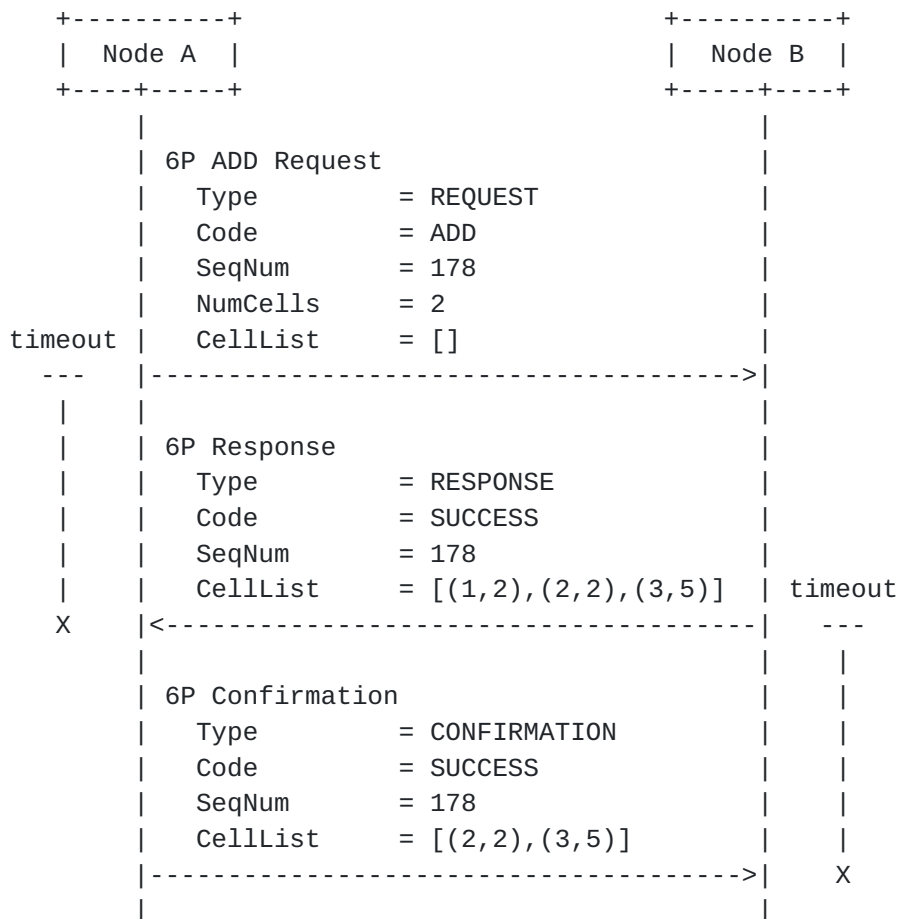 Node A Node B
6P ADD Request
Type = REQUEST
Code = ADD
SeqNum = 178
NumCells = 2
timeout CellList = []
6P Response
Type = RESPONSE
Code = SUCCESS
SeqNum = 178
CellList = [(1,2),(2,2),(3,5)] timeout
X
6P Confirmation
Type = CONFIRMATION
Code = SUCCESS
SeqNum = 178
CellList = [(2,2),(3,5)]
X